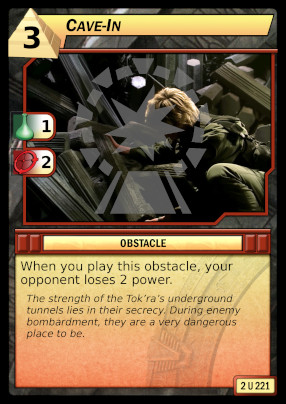 3
CAVE-IN
1
2
OBSTACLE
When you play this obstacle, your
opponent loses 2 power.
The strength of the Tok'ra's underground
tunnels lies in their secrecy. During enemy
bombardment, they are a very dangerous
place to be.
2 U 221